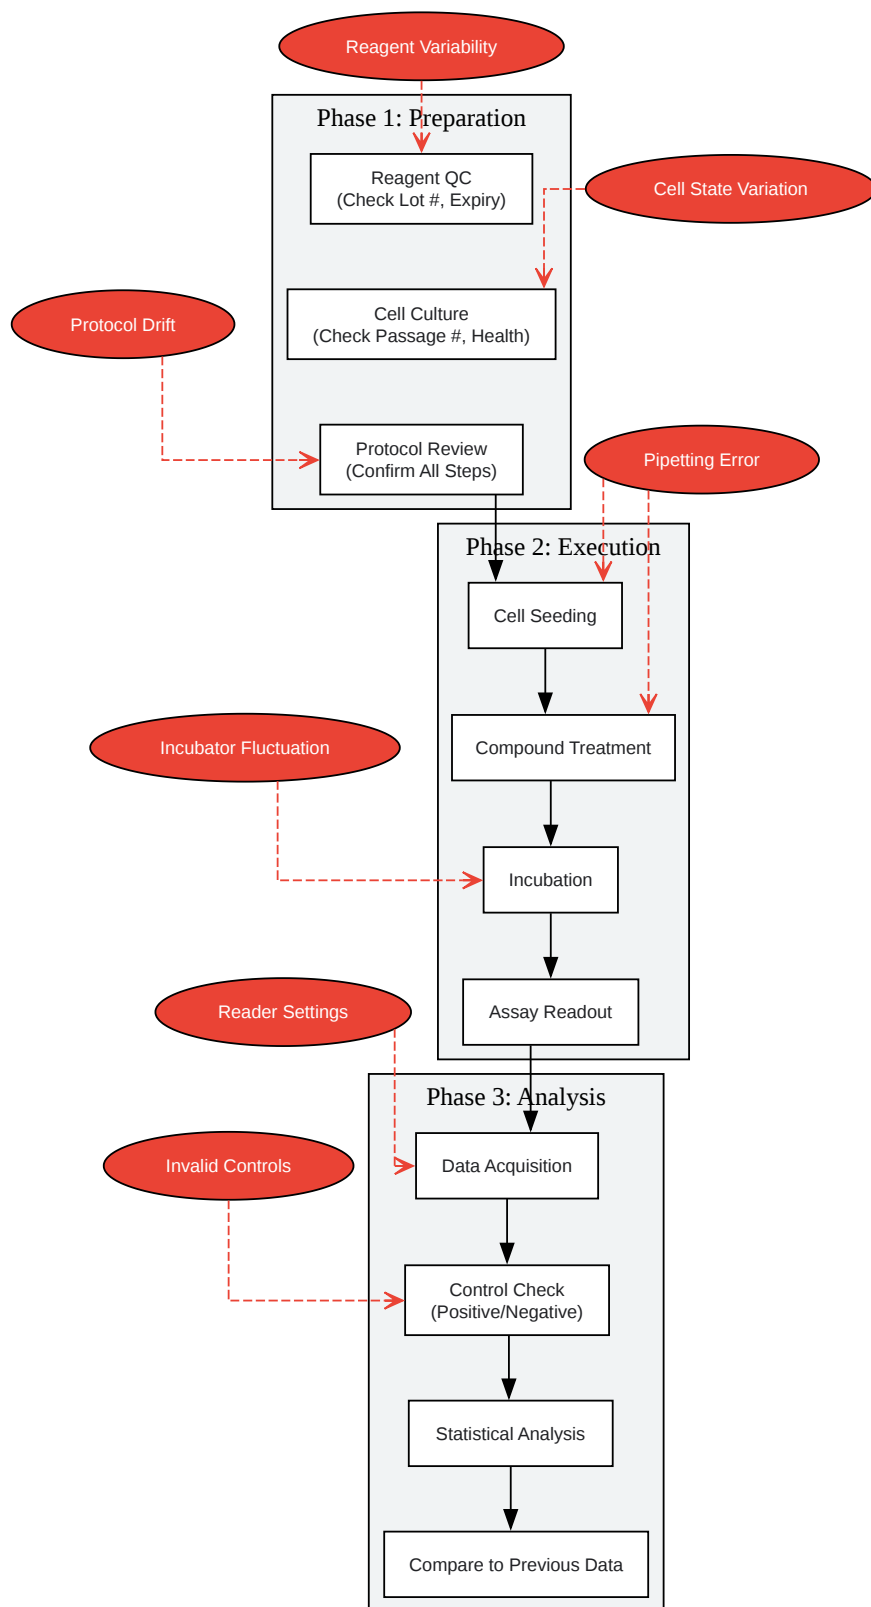 Reagent Variability
Phase 1: Preparation
Reagent QC
(Check Lot #, Expiry)
Cell State Variation
Cell Culture
(Check Passage #, Health)
Protocol Drift
Protocol Review
(Confirm All Steps)
Pipetting Error
Phase 2: Execution
Cell Seeding
Compound Treatment
Incubator Fluctuation
Incubation
Reader Settings
Assay Readout
Phase 3: Analysis
Data Acquisition
Invalid Controls
Control Check
(Positive/Negative)
Statistical Analysis
Compare to Previous Data